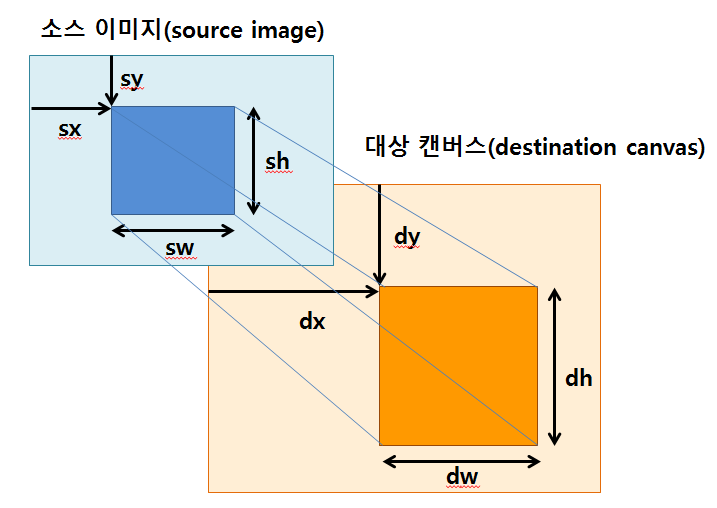 소스 이미지(source image)
sy
sx
sh
sw
대상 캔버스(destination canvas)
dy
dx
dh
dw